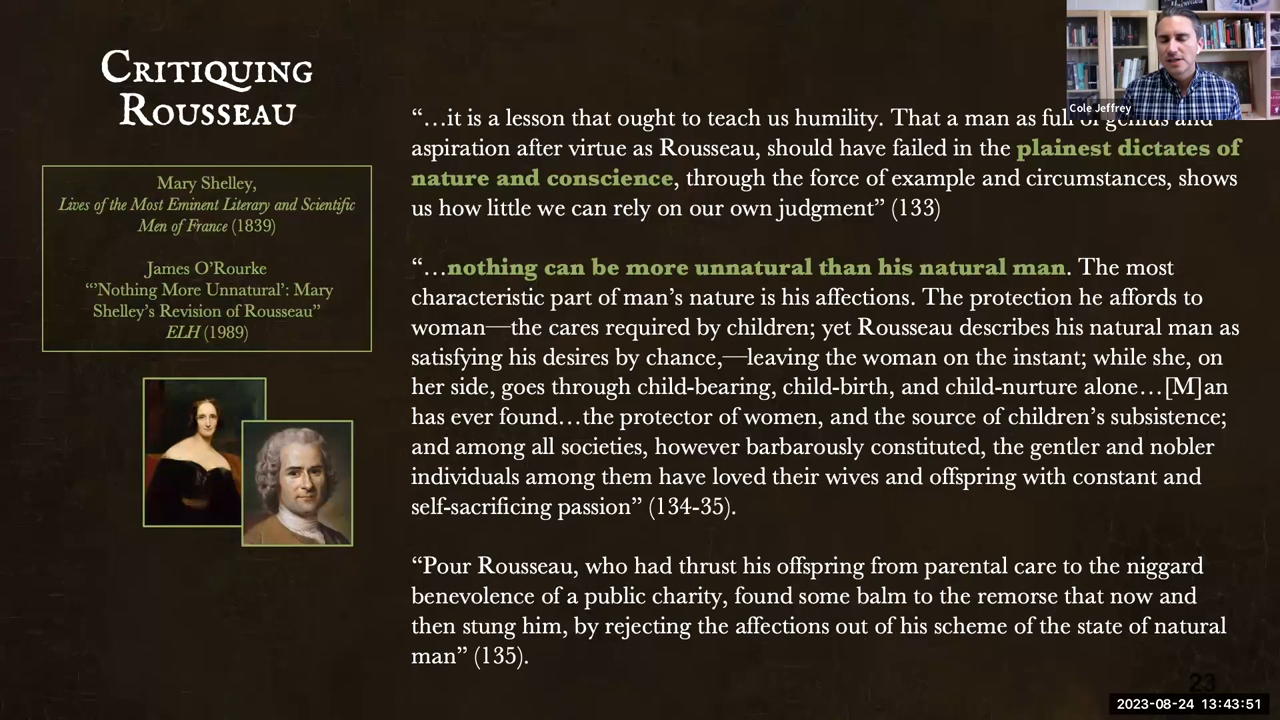 CRITIQUING
ROUSSEAU
Mary Shelley,
Lives of the Most Eminent Literary and Scientific
Men of France (1839)
James O’Rourke
“’Nothing More Unnatural’: Mary
Shelley’s Revision of Rousseau”
ELH (1989)
Cole Jeffrey
“…it is a lesson that ought to teach us humility. That a man as full of genius and
aspiration after virtue as Rousseau, should have failed in the plainest dictates of
nature and conscience, through the force of example and circumstances, shows
us how little we can rely on our own judgment” (133)
“…nothing can be more unnatural than his natural man. The most
characteristic part of man’s nature is his affections. The protection he affords to
woman—the cares required by children; yet Rousseau describes his natural man as
satisfying his desires by chance,—leaving the woman on the instant; while she, on
her side, goes through child-bearing, child-birth, and child-nurture alone…[M]an
has ever found…the protector of women, and the source of children’s subsistence;
and among all societies, however barbarously constituted, the gentler and nobler
individuals among them have loved their wives and offspring with constant and
self-sacrificing passion” (134-35).
“Pour Rousseau, who had thrust his offspring from parental care to the niggard
benevolence of a public charity, found some balm to the remorse that now and
then stung him, by rejecting the affections out of his scheme of the state of natural
man” (135).
23
2023-08-24 13:43:51